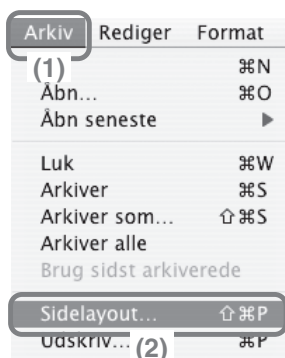 Arkiv Rediger Format
(1) ⌘N
Åbn... ⌘O
Åbn seneste ▶
Luk ⌘W
Arkiver ⌘S
Arkiver som... ⇧⌘S
Arkiver alle
Brug sidst arkiverede
Sidelayout... ⇧⌘P
Udskriv... (2) ⌘P